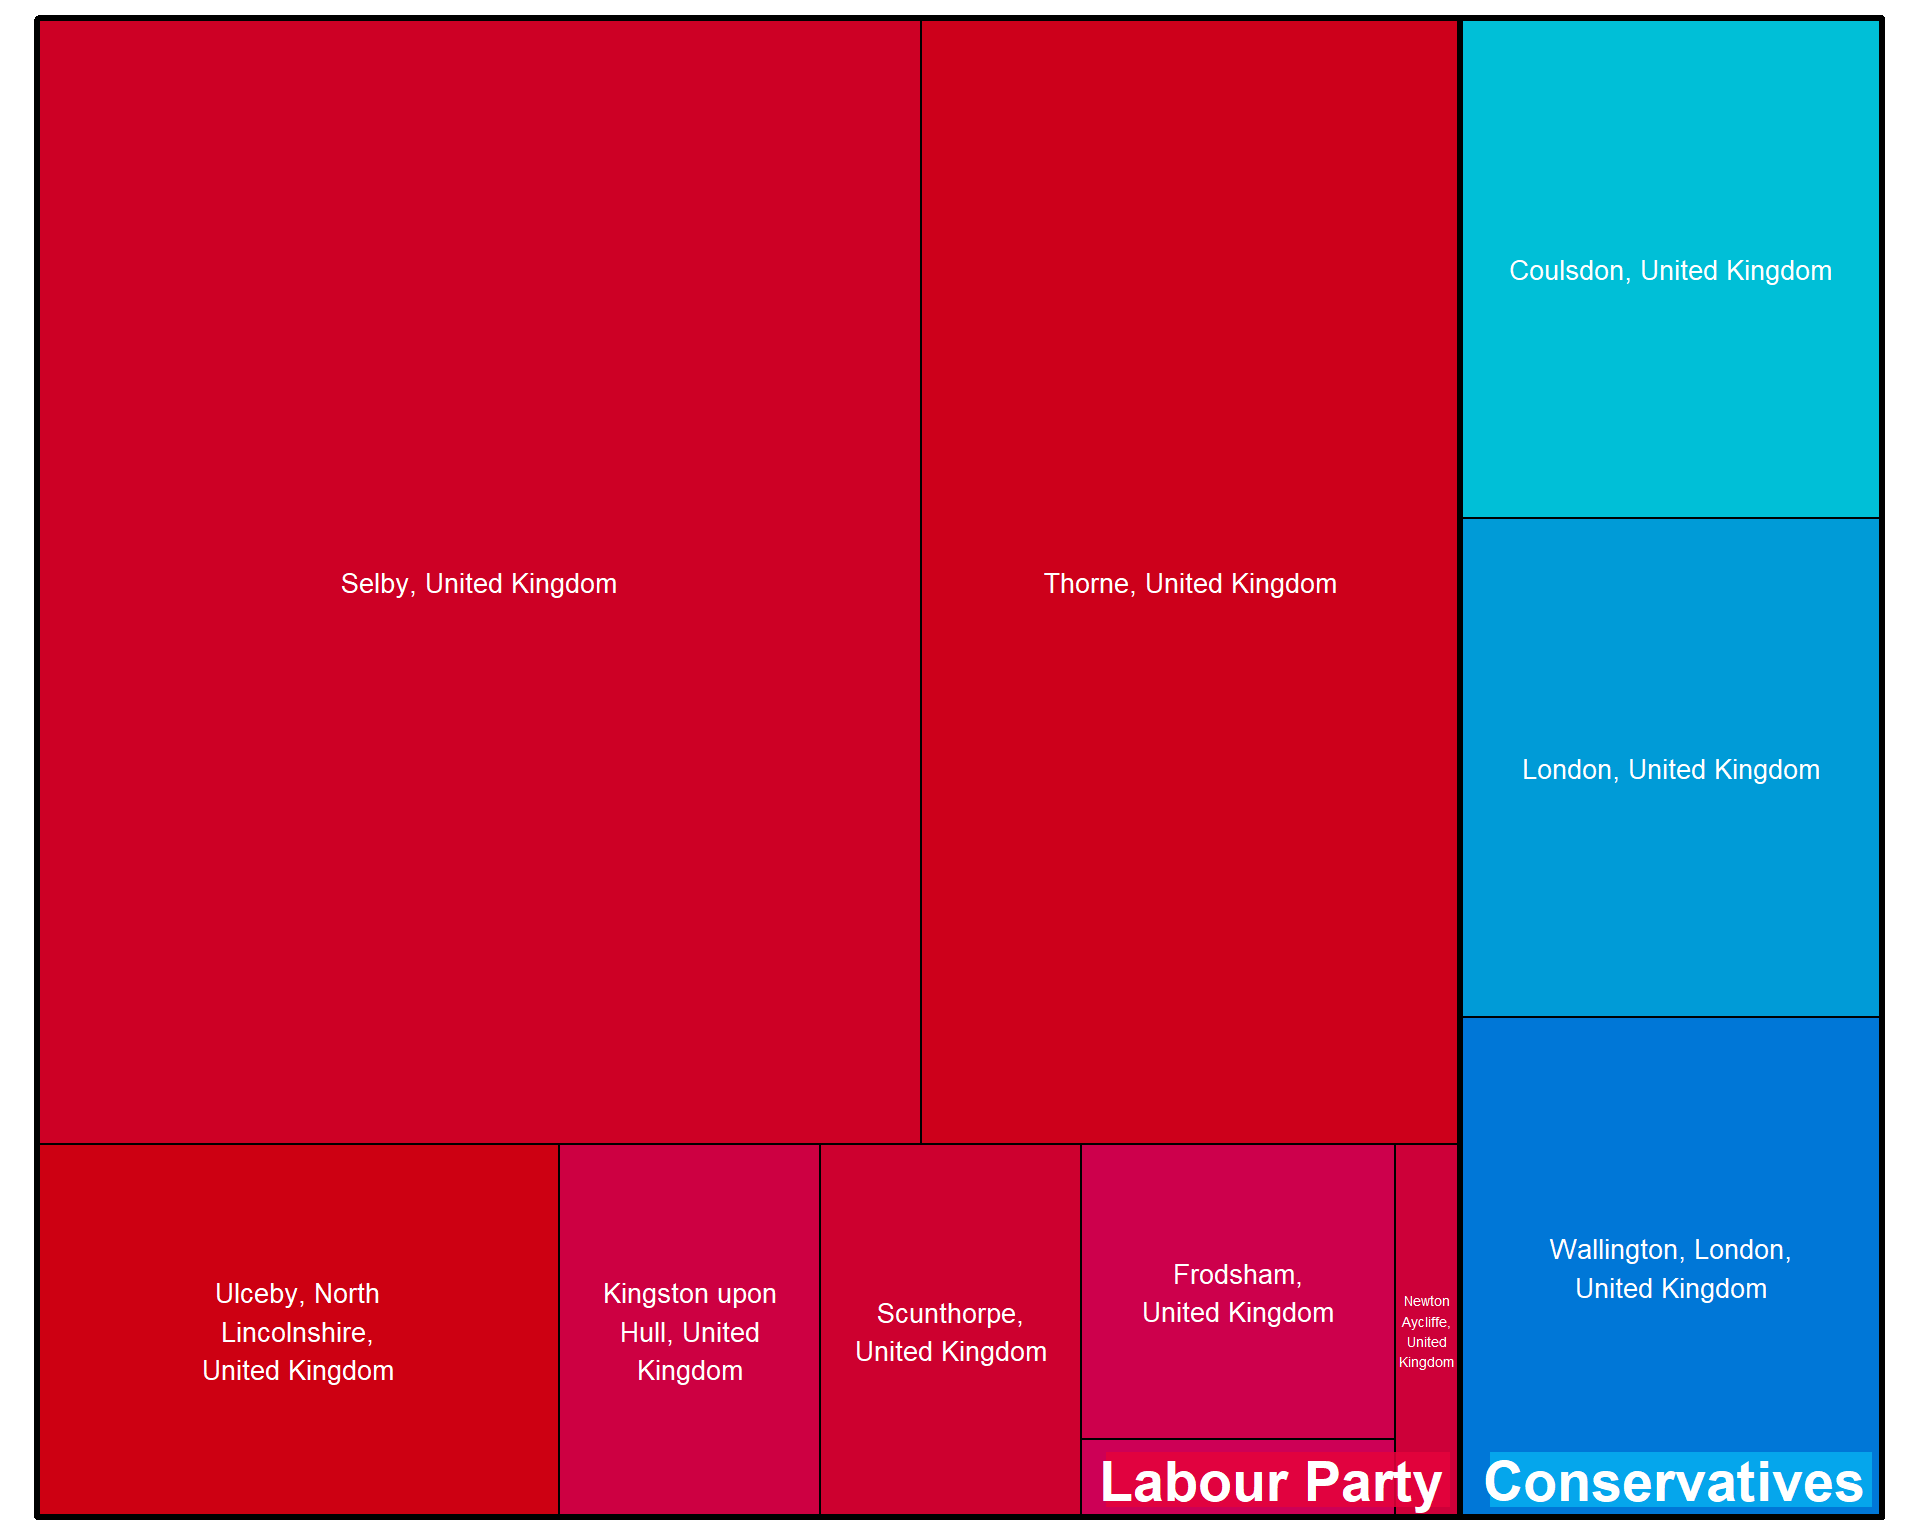 Selby, United Kingdom
Thorne, United Kingdom
Coulsdon, United Kingdom
London, United Kingdom
Wallington, London,
United Kingdom
Ulceby, North
Lincolnshire,
United Kingdom
Kingston upon
Hull, United
Kingdom
Scunthorpe,
United Kingdom
Frodsham,
United Kingdom
Newton
Aycliffe,
United
Kingdom
Labour Party
Conservatives